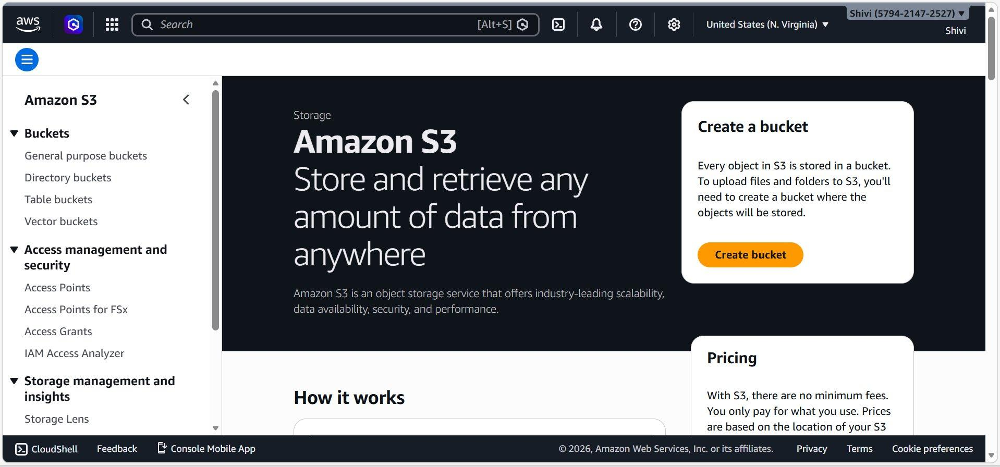 aws
Search
[Alt+S]
United States (N. Virginia)
Shivi (5794-2147-2527)
Shivi
Amazon S3
Buckets
General purpose buckets
Directory buckets
Table buckets
Vector buckets
Access management and
security
Access Points
Access Points for FSx
Access Grants
IAM Access Analyzer
Storage management and
insights
Storage Lens
Storage
Amazon S3
Store and retrieve any
amount of data from
anywhere
Amazon S3 is an object storage service that offers industry-leading scalability,
data availability, security, and performance.
Create a bucket
Every object in S3 is stored in a bucket.
To upload files and folders to S3, you'll
need to create a bucket where the
objects will be stored.
Create bucket
How it works
Pricing
With S3, there are no minimum fees.
You only pay for what you use. Prices
are based on the location of your S3
CloudShell
Feedback
Console Mobile App
© 2026, Amazon Web Services, Inc. or its affiliates.
Privacy
Terms
Cookie preferences